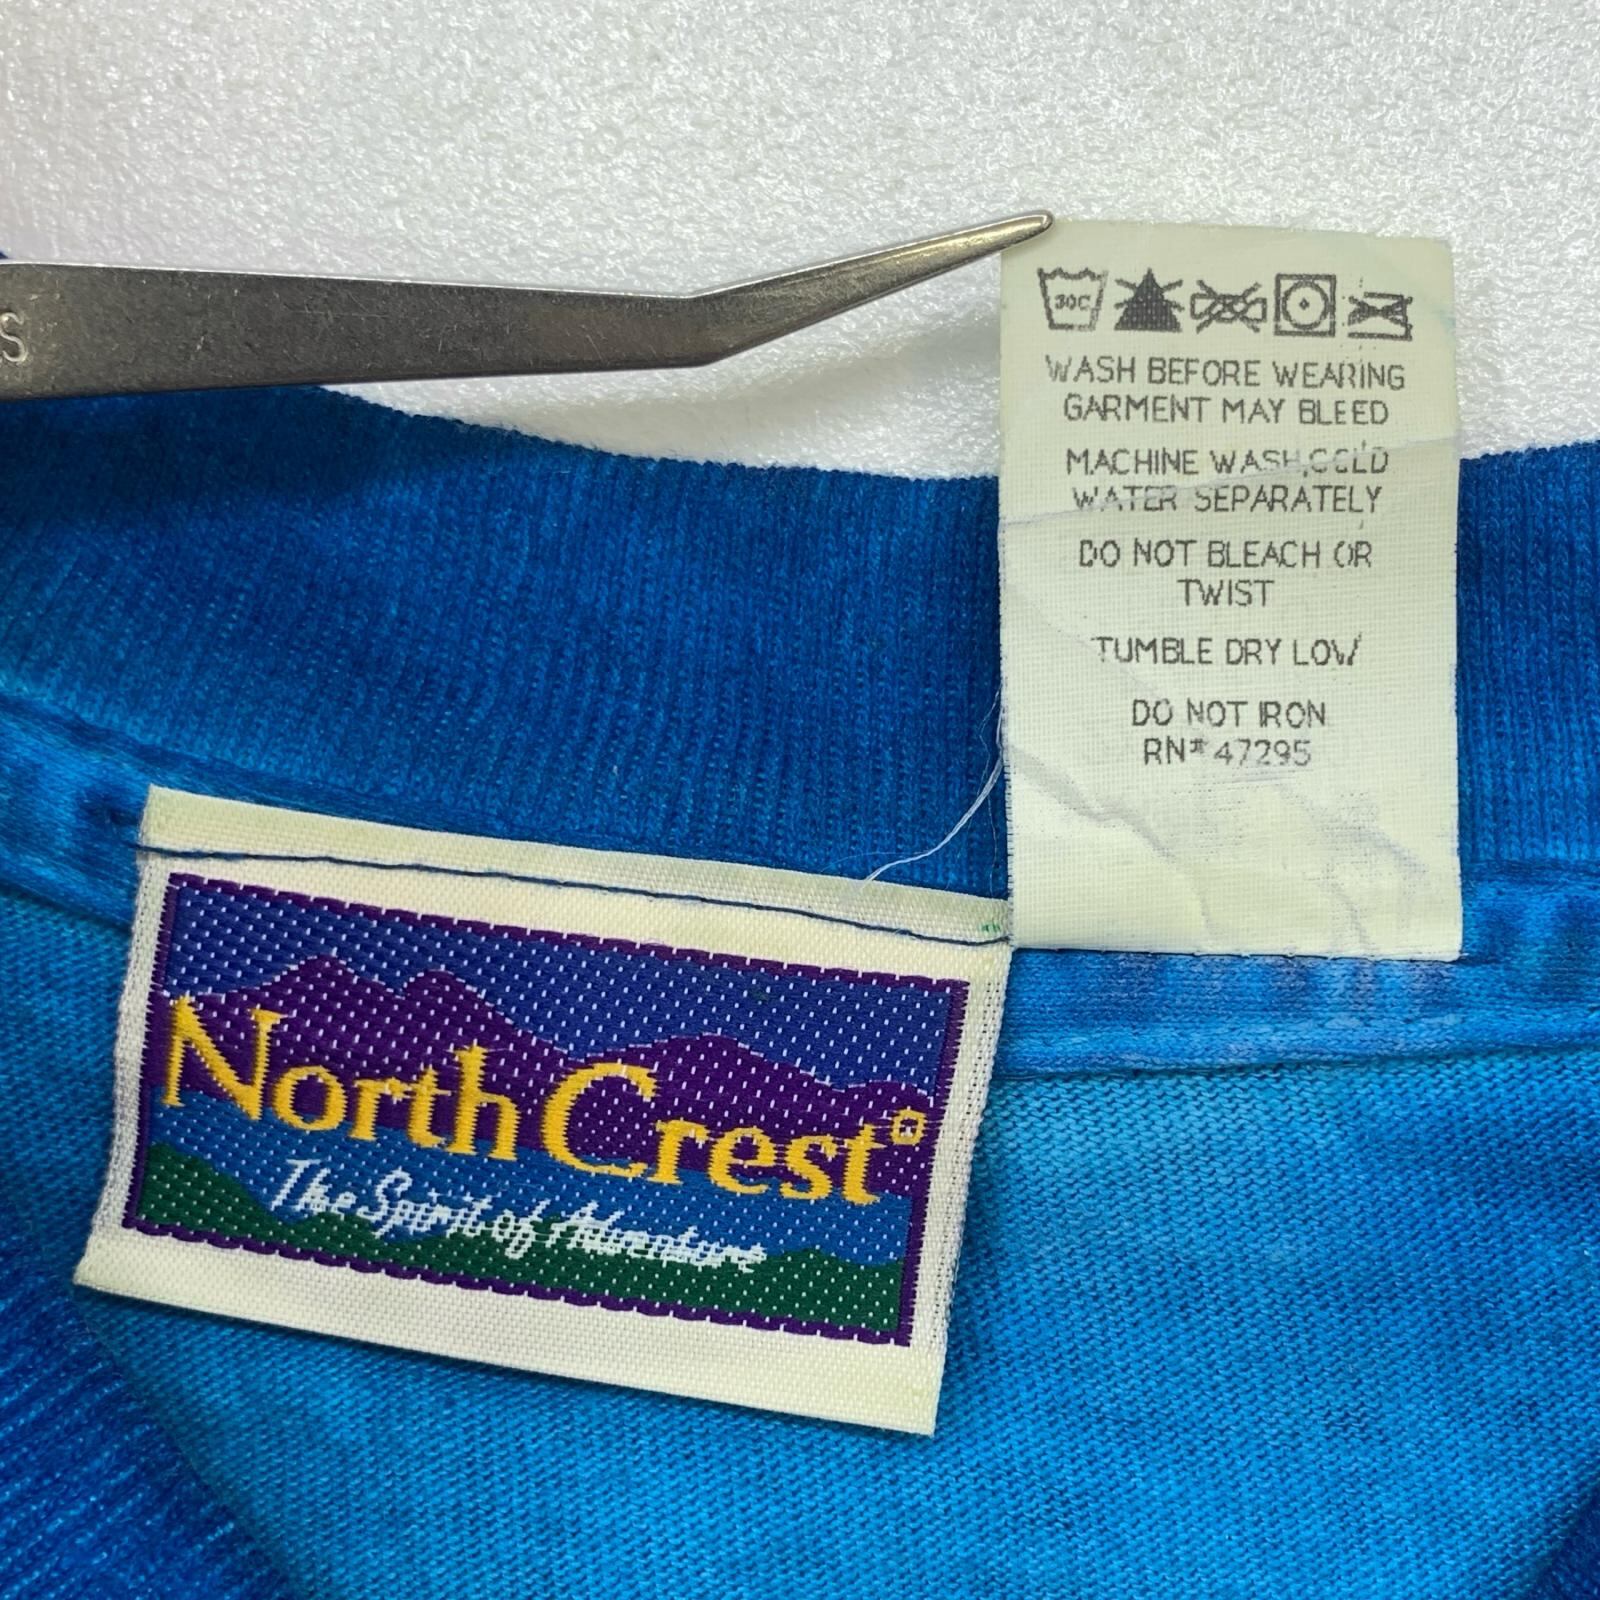 S
30C
WASH BEFORE WEARING
GARMENT MAY BLEED
MACHINE WASH, COLD
WATER SEPARATELY
DO NOT BLEACH OR
TWIST
TUMBLE DRY LOW
DO NOT IRON
RN# 47295
North Crest
The Spirit of Adventure